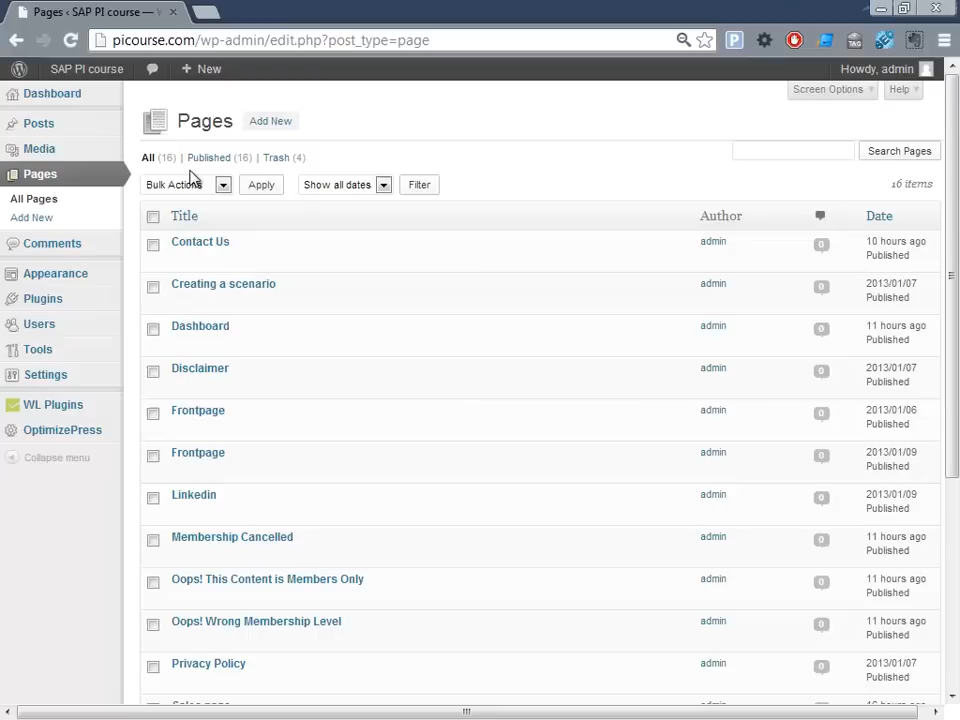 Pages ‹ SAP PI course — W
picourse.com/wp-admin/edit.php?post_type=page
SAP PI course
+ New
Howdy, admin
Dashboard
Posts
Media
Pages
All Pages
Add New
Comments
Appearance
Plugins
Users
Tools
Settings
WL Plugins
OptimizePress
Collapse menu
Screen Options
Help
Pages
Add New
All (16) | Published (16) | Trash (4)
Search Pages
Bulk Actions
Apply
Show all dates
Filter
16 items
Title
Author
Date
Contact Us
admin
0
10 hours ago
Published
Creating a scenario
admin
0
2013/01/07
Published
Dashboard
admin
0
11 hours ago
Published
Disclaimer
admin
0
2013/01/07
Published
Frontpage
admin
0
2013/01/06
Published
Frontpage
admin
0
2013/01/09
Published
Linkedin
admin
0
2013/01/09
Published
Membership Cancelled
admin
0
11 hours ago
Published
Oops! This Content is Members Only
admin
0
11 hours ago
Published
Oops! Wrong Membership Level
admin
0
11 hours ago
Published
Privacy Policy
admin
0
2013/01/07
Published